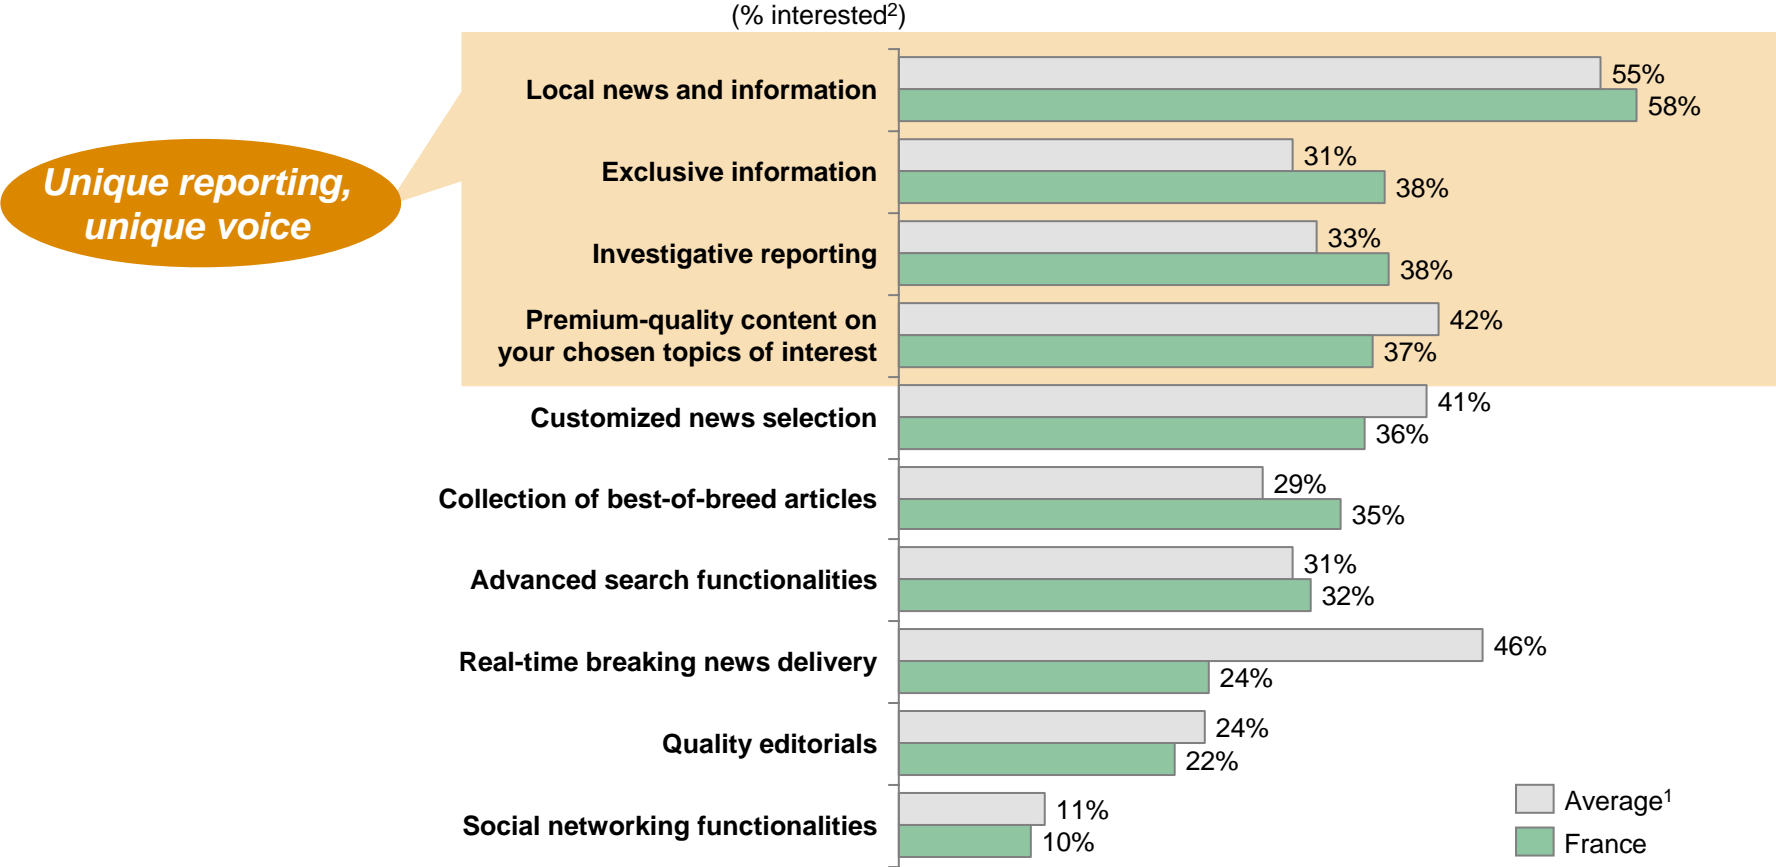 (% interested2)
Local news and information
55%
58%
Unique reporting,
unique voice
Exclusive information
31%
38%
Investigative reporting
33%
38%
Premium-quality content on
your chosen topics of interest
42%
37%
Customized news selection
41%
36%
Collection of best-of-breed articles
29%
35%
Advanced search functionalities
31%
32%
Real-time breaking news delivery
46%
24%
Quality editorials
24%
22%
Social networking functionalities
11%
10%
Average1
France